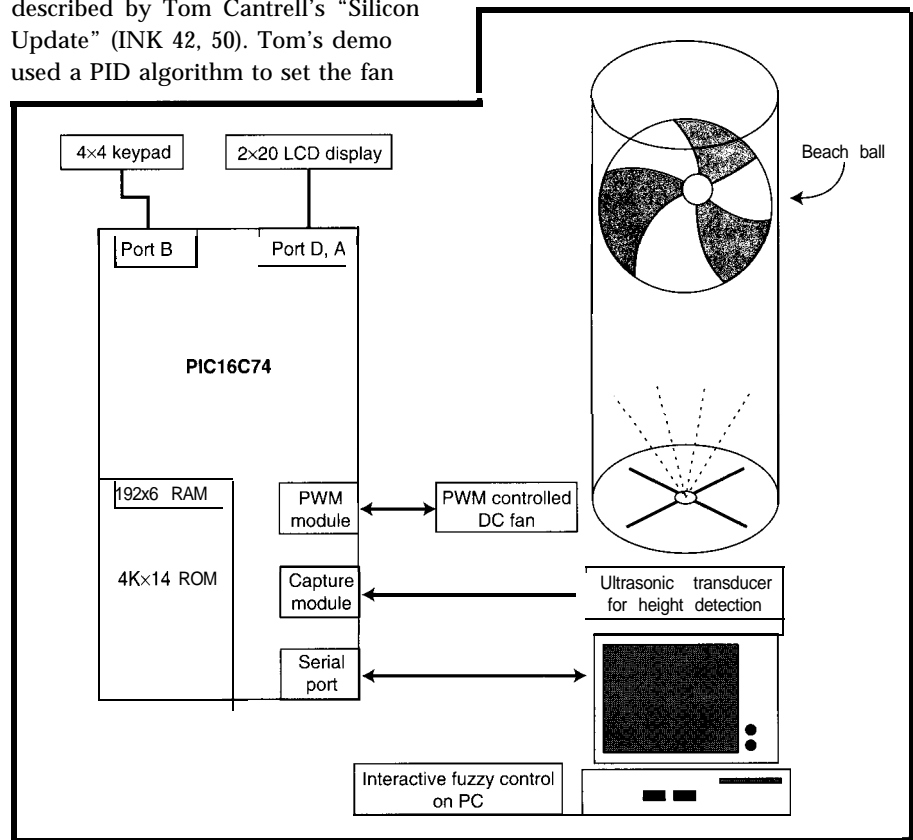 described by Tom Cantrell's "Silicon
Update" (INK 42, 50). Tom's demo
used a PID algorithm to set the fan
4×4 keypad
2×20 LCD display
Beach ball
Port B
Port D, A
PIC16C74
192x6 RAM
PWM
module
PWM controlled
DC fan
4K×14 ROM
Capture
module
Ultrasonic transducer
for height detection
Serial
port
Interactive fuzzy control
on PC